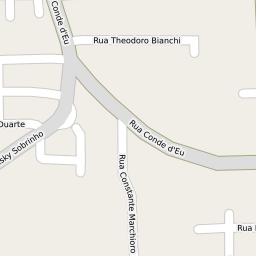 Conde d'Eu
Rua Theodoro Bianchi
Duarte
sky Sobrinho
Rua Conde d'Eu
Rua Constante Marchioro
Rua